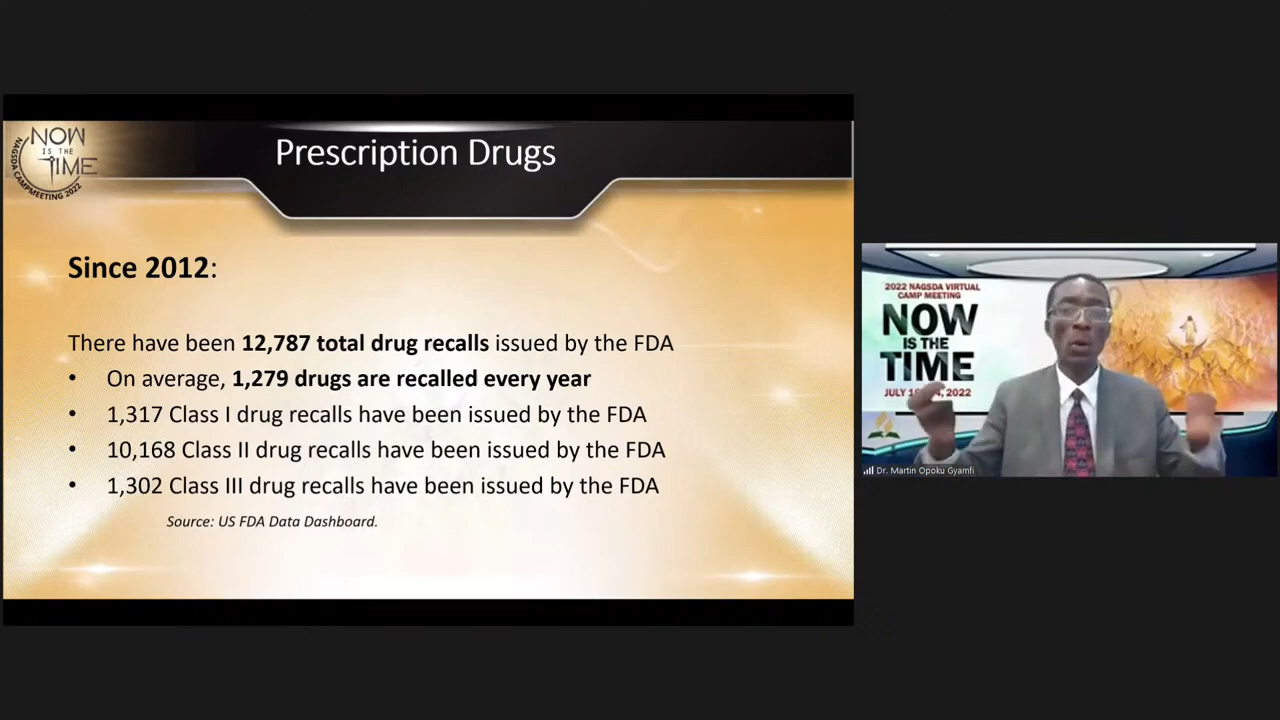 NOW
IS THE
TIME
NAGSDA CAMPMEETING 2022
Prescription Drugs
Since 2012:
There have been 12,787 total drug recalls issued by the FDA
• On average, 1,279 drugs are recalled every year
• 1,317 Class I drug recalls have been issued by the FDA
• 10,168 Class II drug recalls have been issued by the FDA
• 1,302 Class III drug recalls have been issued by the FDA
Source: US FDA Data Dashboard.
2022 NAGSDA VIRTUAL
CAMP MEETING
NOW
IS THE
TIME
2022
Dr. Martin Opoku Gyamfi